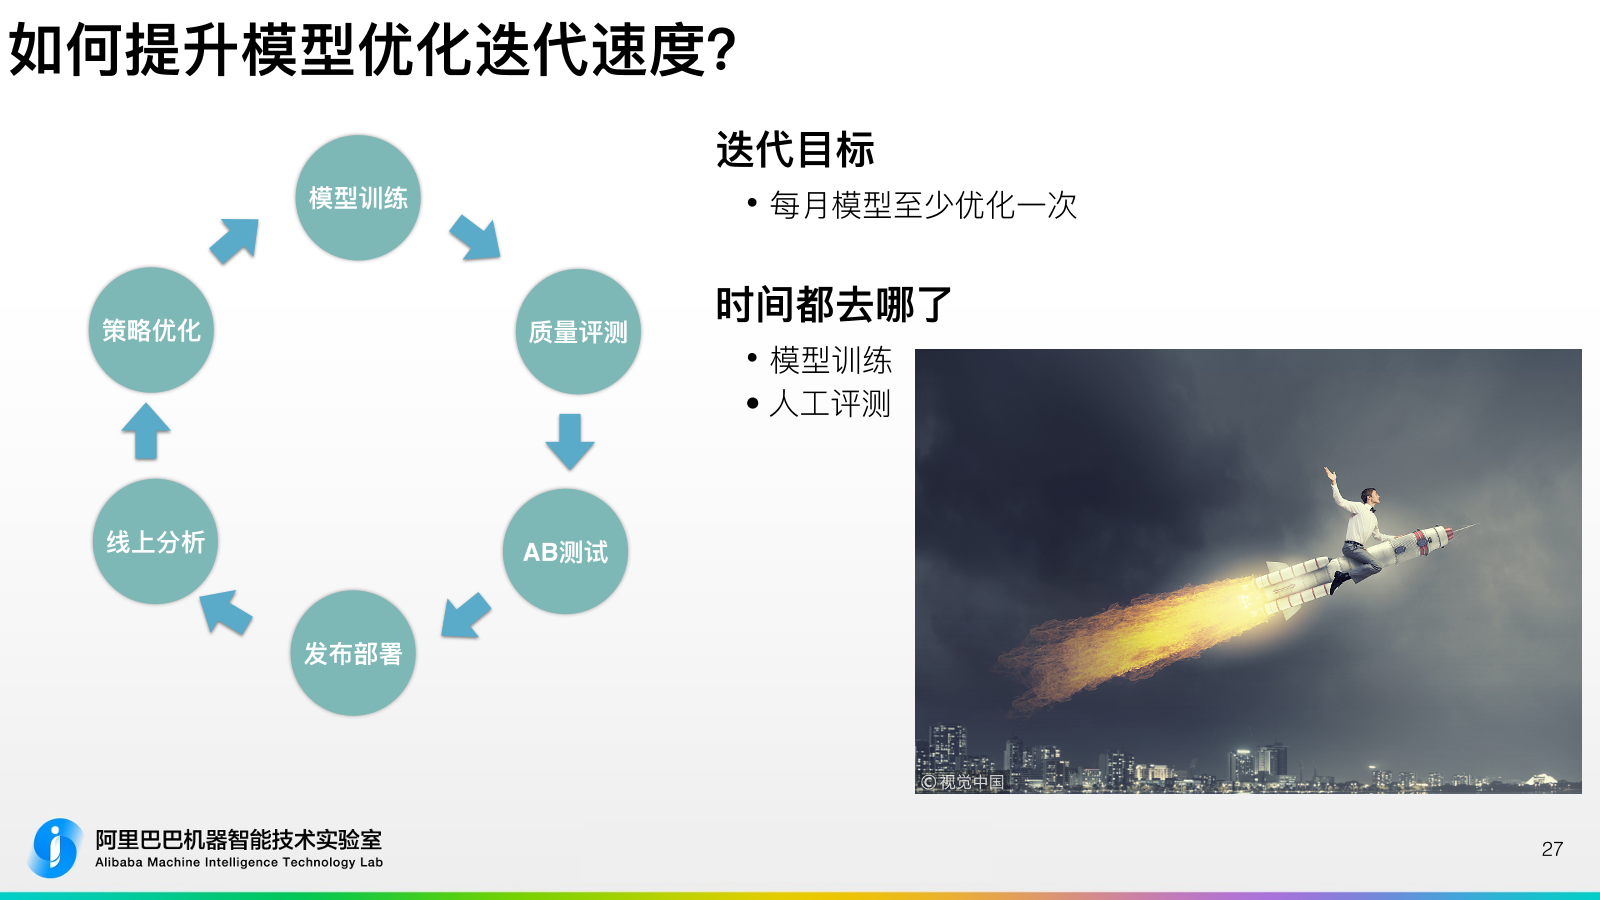 如何提升模型优化迭代速度?
模型训练
质量评测
AB测试
发布部署
线上分析
策略优化
迭代目标
• 每月模型至少优化一次
时间都去哪了
• 模型训练
• 人工评测
©视觉中国
阿里巴巴机器智能技术实验室
Alibaba Machine Intelligence Technology Lab
27